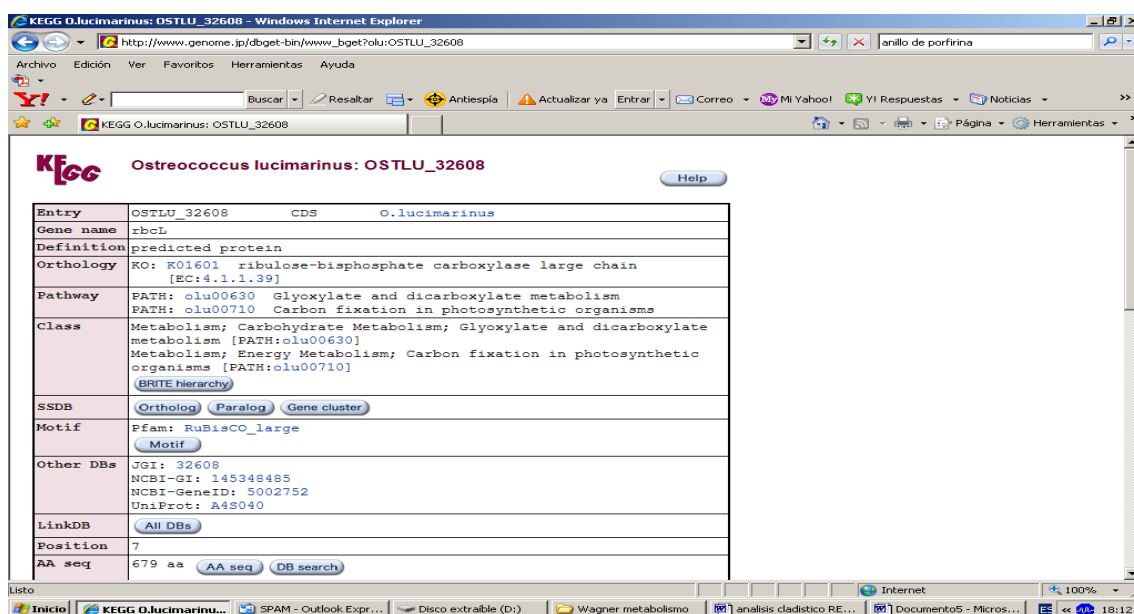 KEGG O.lucimarinus: OSTLU_32608 - Windows Internet Explorer
http://www.genome.jp/dbget-bin/www_bget?olu:OSTLU_32608 anillo de porfirina
Archivo Edición Ver Favoritos Herramientas Ayuda
Y! Buscar Resaltar Antiespía Actualizar ya Entrar Correo My Mi Yahoo! Y! Respuestas Noticias »
KEGG O.lucimarinus: OSTLU_32608 Página Herramientas
KEGG Ostreococcus lucimarinus: OSTLU_32608
Help
Entry OSTLU_32608 CDS O.lucimarinus
Gene name rbcL
Definition predicted protein
Orthology KO: K01601 ribulose-bisphosphate carboxylase large chain
[EC:4.1.1.39]
Pathway PATH: olu00630 Glyoxylate and dicarboxylate metabolism
PATH: olu00710 Carbon fixation in photosynthetic organisms
Class Metabolism; Carbohydrate Metabolism; Glyoxylate and dicarboxylate
metabolism [PATH:olu00630]
Metabolism; Energy Metabolism; Carbon fixation in photosynthetic
organisms [PATH:olu00710]
BRITE hierarchy
SSDB Ortholog Paralog Gene cluster
Motif Pfam: RuBisCO_large
Motif
Other DBs JGI: 32608
NCBI-GI: 145348485
NCBI-GeneID: 5002752
UniProt: A4S040
LinkDB All DBs
Position 7
AA seq 679 aa AA seq DB search
Listo Internet 100%
Inicio KEGG O.lucimarinu... SPAM - Outlook Expr... Disco extraíble (D:) Wagner metabolismo analisis cladistico RE... Documento5 - Micros... ES « 18:12